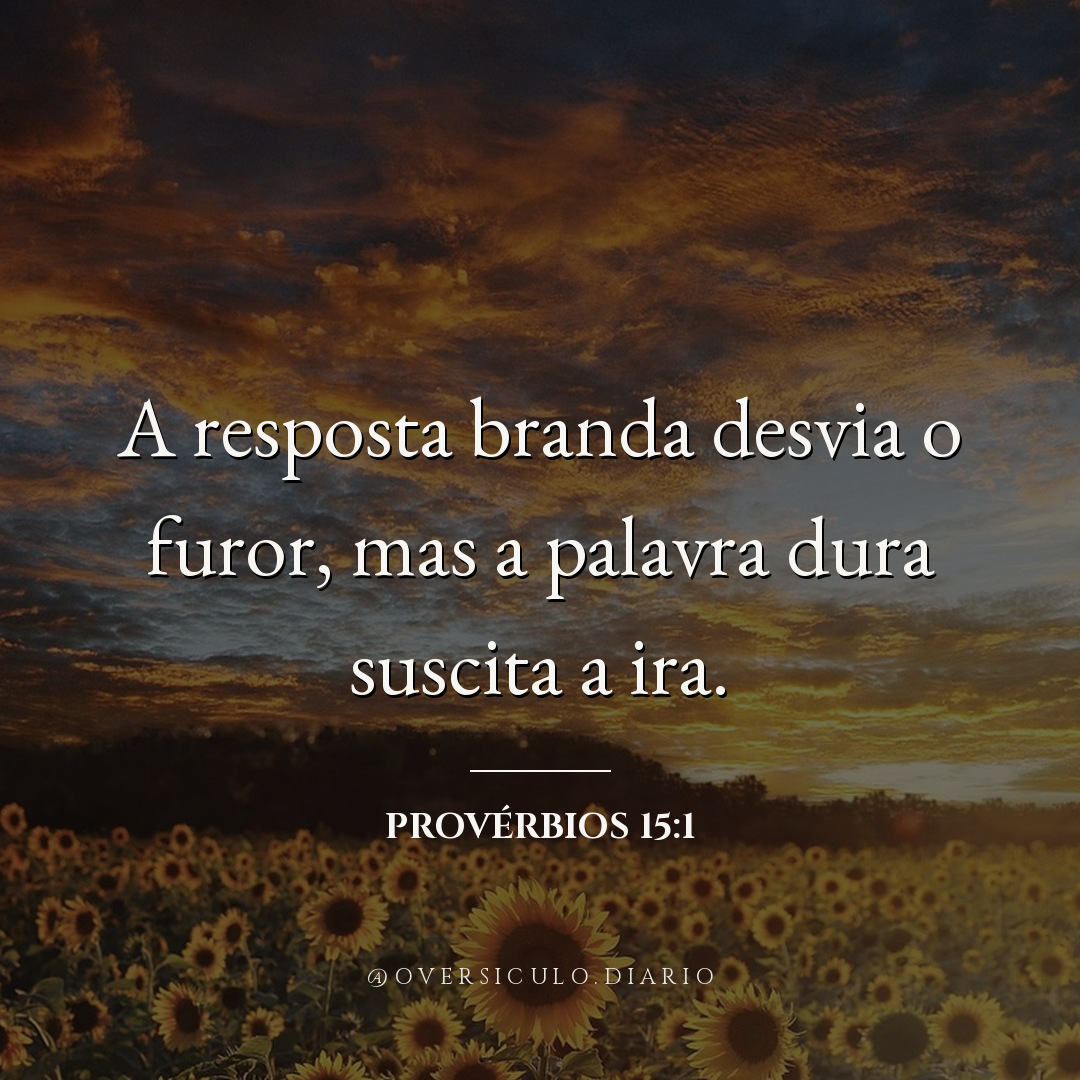 A resposta branda desvia o
furor, mas a palavra dura
suscita a ira.
PROVÉRBIOS 15:1
@OVERSICULO.DIARIO